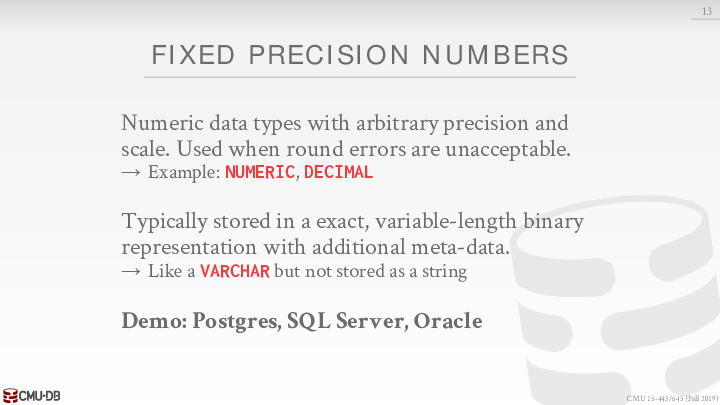 13
FIXED PRECISION NUMBERS
Numeric data types with arbitrary precision and
scale. Used when round errors are unacceptable.
→ Example: NUMERIC, DECIMAL
Typically stored in a exact, variable-length binary
representation with additional meta-data.
→ Like a VARCHAR but not stored as a string
Demo: Postgres, SQL Server, Oracle
CMU·DB
CMU 15-445/645 (Fall 2019)